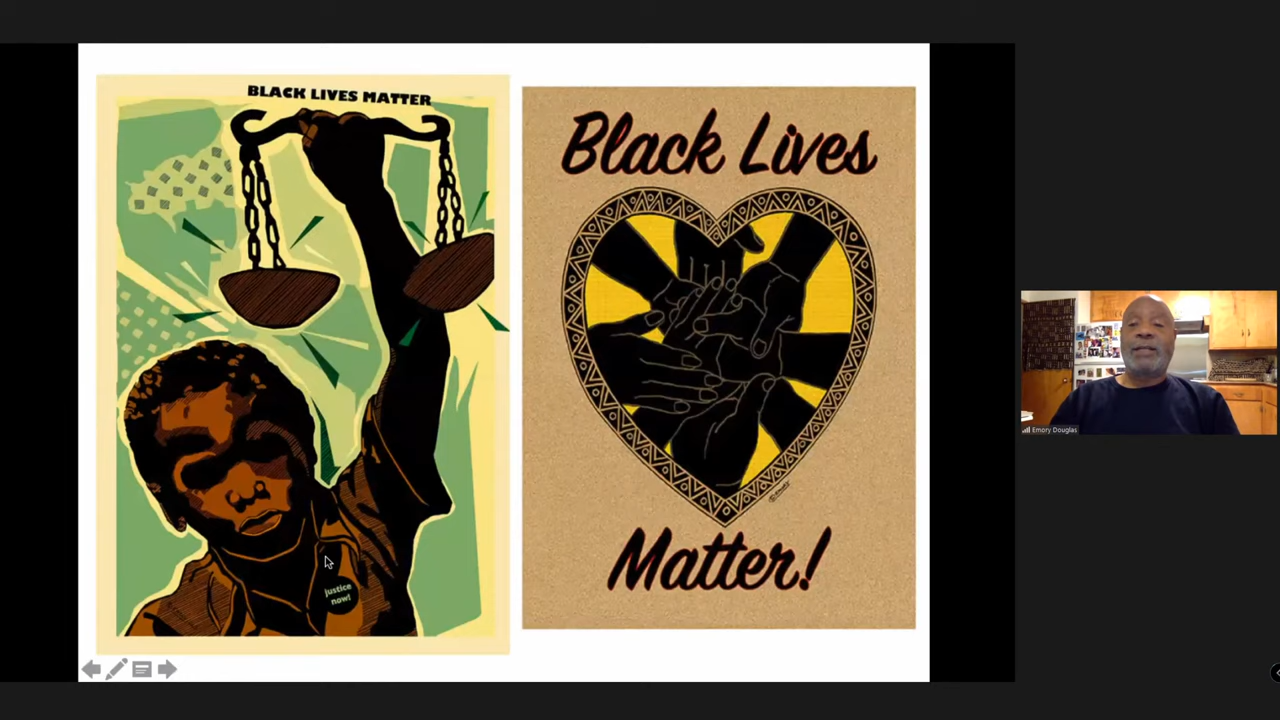 BLACK LIVES MATTER
justice
now!
Black Lives
Matter!
Emory Douglas